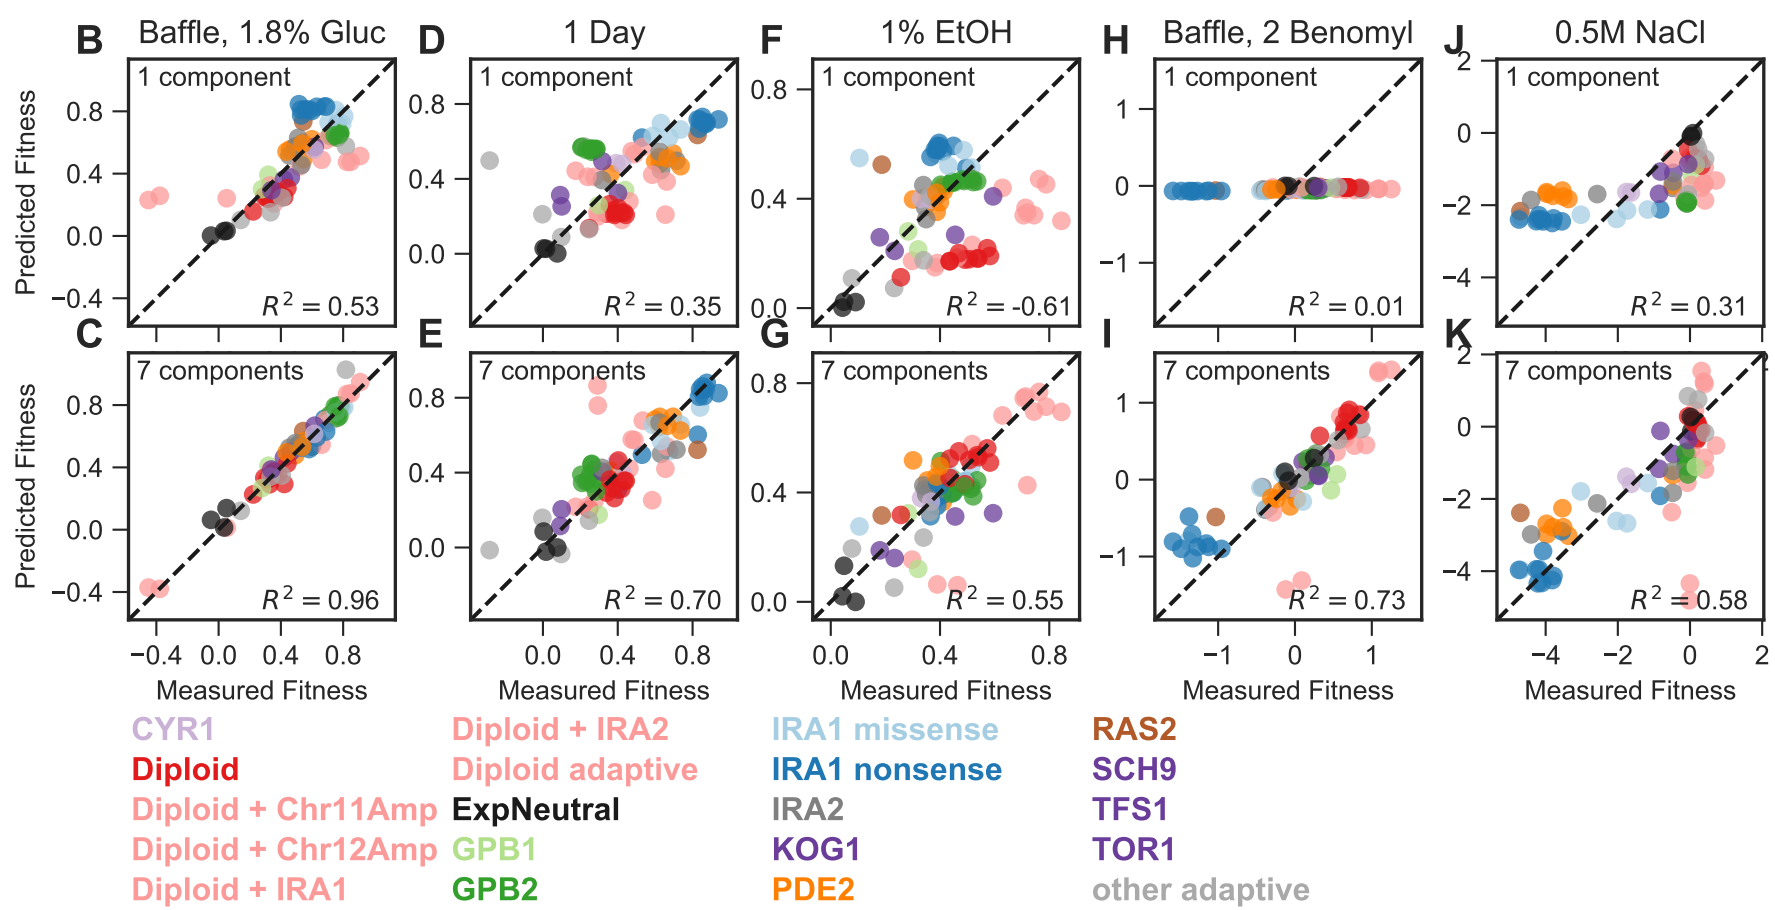 B Baffle, 1.8% Gluc D 1 Day F 1% EtOH H Baffle, 2 Benomyl J 0.5M NaCl
1 component 1 component 1 component 1 component 1 component
Predicted Fitness
0.8 0.4 0.0 −0.4
0.8 0.4 0.0
0.8 0.4 0.0
1 0 −1
2 0 −2 −4
R² = 0.53 R² = 0.35 R² = -0.61 R² = 0.01 R² = 0.31
C E G I K
7 components 7 components 7 components 7 components 7 components
Predicted Fitness
0.8 0.4 0.0 −0.4
0.8 0.4 0.0
0.8 0.4 0.0
1 0 −1
2 0 −2 −4
R² = 0.96 R² = 0.70 R² = 0.55 R² = 0.73 R² = 0.58
−0.4 0.0 0.4 0.8 0.0 0.4 0.8 0.0 0.4 0.8 −1 0 1 −4 −2 0 2
Measured Fitness Measured Fitness Measured Fitness Measured Fitness Measured Fitness
CYR1 Diploid + IRA2 IRA1 missense RAS2
Diploid Diploid adaptive IRA1 nonsense SCH9
Diploid + Chr11Amp ExpNeutral IRA2 TFS1
Diploid + Chr12Amp GPB1 KOG1 TOR1
Diploid + IRA1 GPB2 PDE2 other adaptive